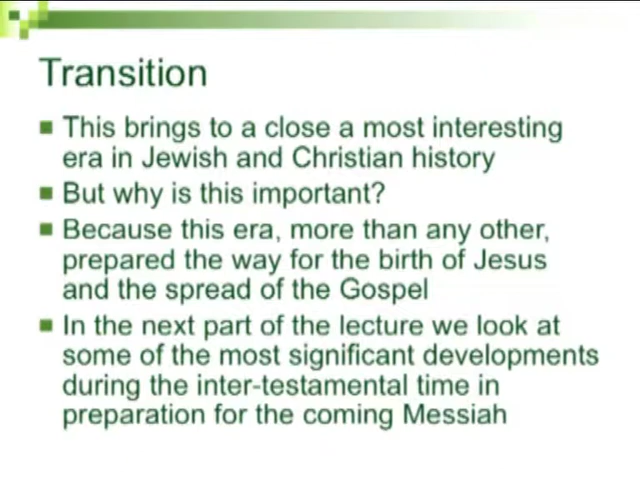 Transition
This brings to a close a most interesting
era in Jewish and Christian history
But why is this important?
Because this era, more than any other,
prepared the way for the birth of Jesus
and the spread of the Gospel
In the next part of the lecture we look at
some of the most significant developments
during the inter-testamental time in
preparation for the coming Messiah